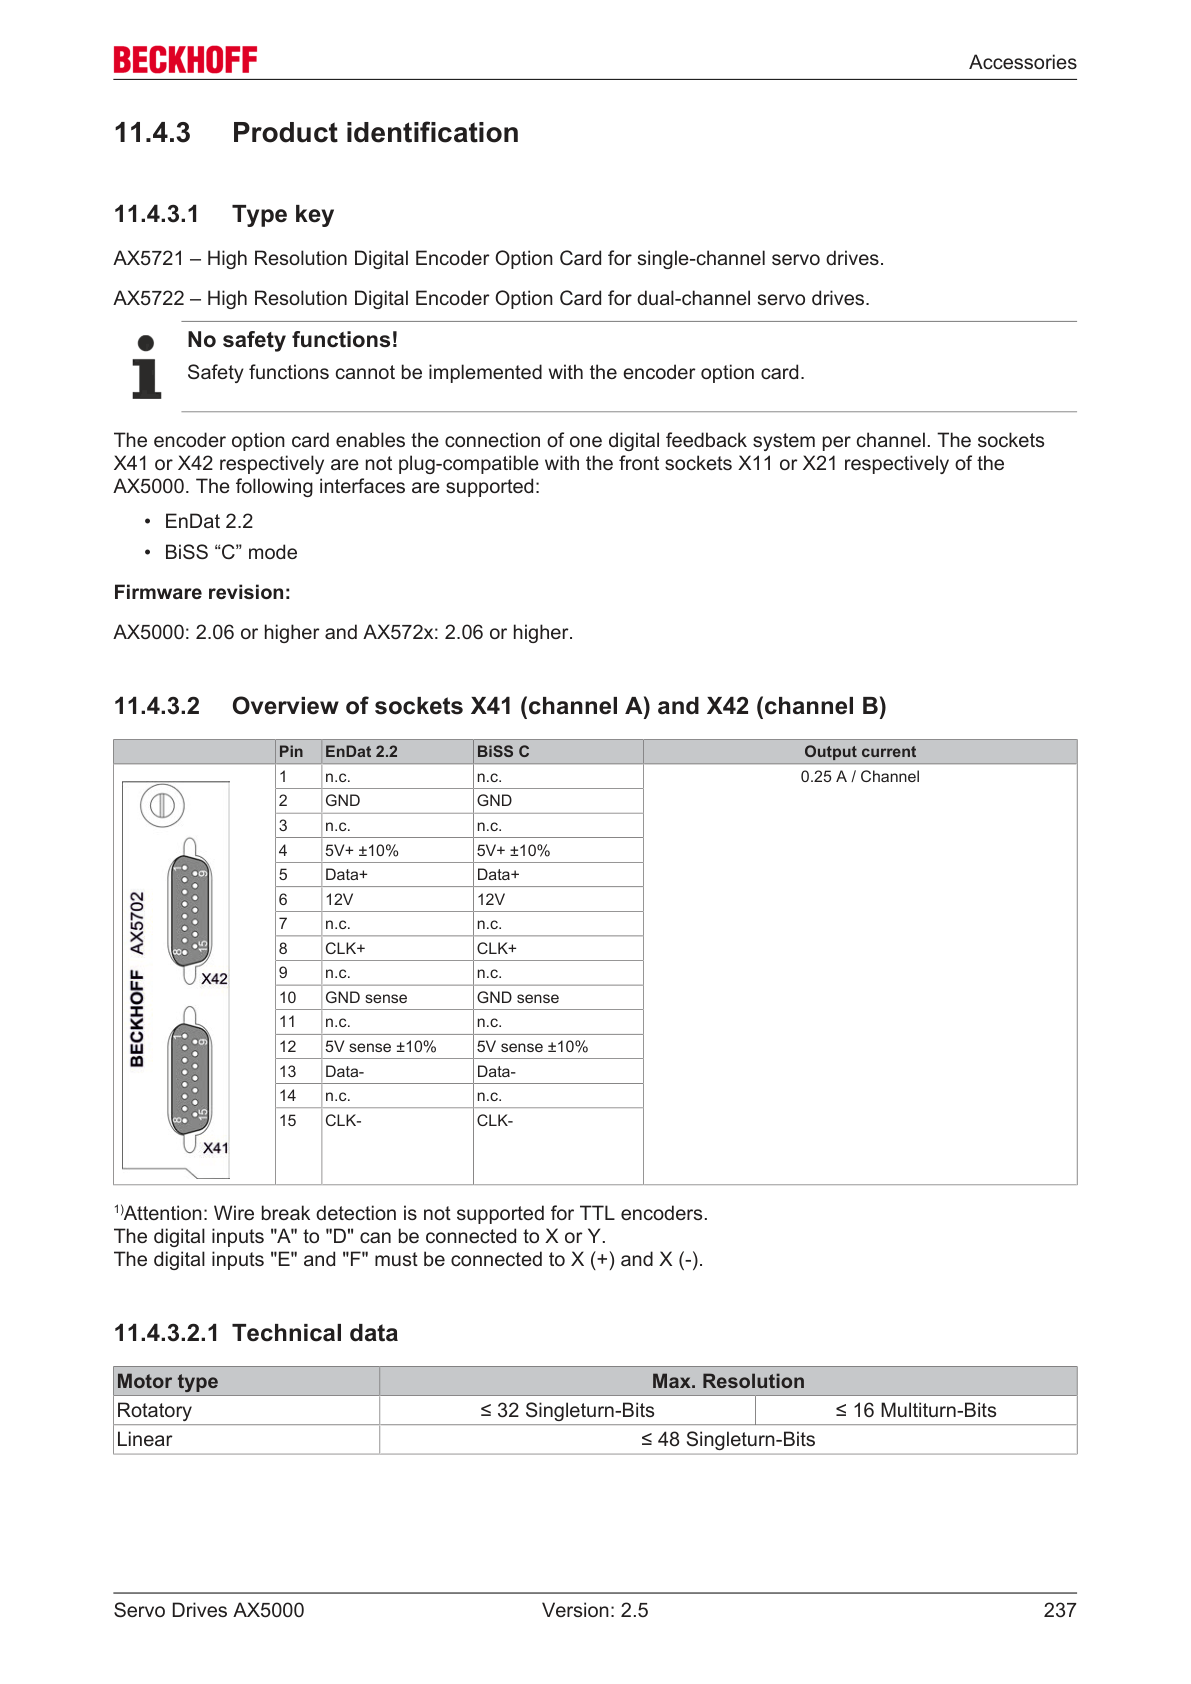 BECKHOFF
Accessories
11.4.3 Product identification
11.4.3.1 Type key
AX5721 – High Resolution Digital Encoder Option Card for single-channel servo drives.
AX5722 – High Resolution Digital Encoder Option Card for dual-channel servo drives.
No safety functions!
Safety functions cannot be implemented with the encoder option card.
The encoder option card enables the connection of one digital feedback system per channel. The sockets
X41 or X42 respectively are not plug-compatible with the front sockets X11 or X21 respectively of the
AX5000. The following interfaces are supported:
• EnDat 2.2
• BiSS “C” mode
Firmware revision:
AX5000: 2.06 or higher and AX572x: 2.06 or higher.
11.4.3.2 Overview of sockets X41 (channel A) and X42 (channel B)
Pin EnDat 2.2 BiSS C Output current
1 n.c. n.c. 0.25 A / Channel
2 GND GND
3 n.c. n.c.
4 5V+ ±10% 5V+ ±10%
5 Data+ Data+
6 12V 12V
7 n.c. n.c.
8 CLK+ CLK+
9 n.c. n.c.
10 GND sense GND sense
11 n.c. n.c.
12 5V sense ±10% 5V sense ±10%
13 Data- Data-
14 n.c. n.c.
15 CLK- CLK-
BECKHOFF AX5702
1 9
8 15
X42
1 9
8 15
X41
1)Attention: Wire break detection is not supported for TTL encoders.
The digital inputs "A" to "D" can be connected to X or Y.
The digital inputs "E" and "F" must be connected to X (+) and X (-).
11.4.3.2.1 Technical data
Motor type Max. Resolution
Rotatory ≤ 32 Singleturn-Bits ≤ 16 Multiturn-Bits
Linear ≤ 48 Singleturn-Bits
Servo Drives AX5000 Version: 2.5 237